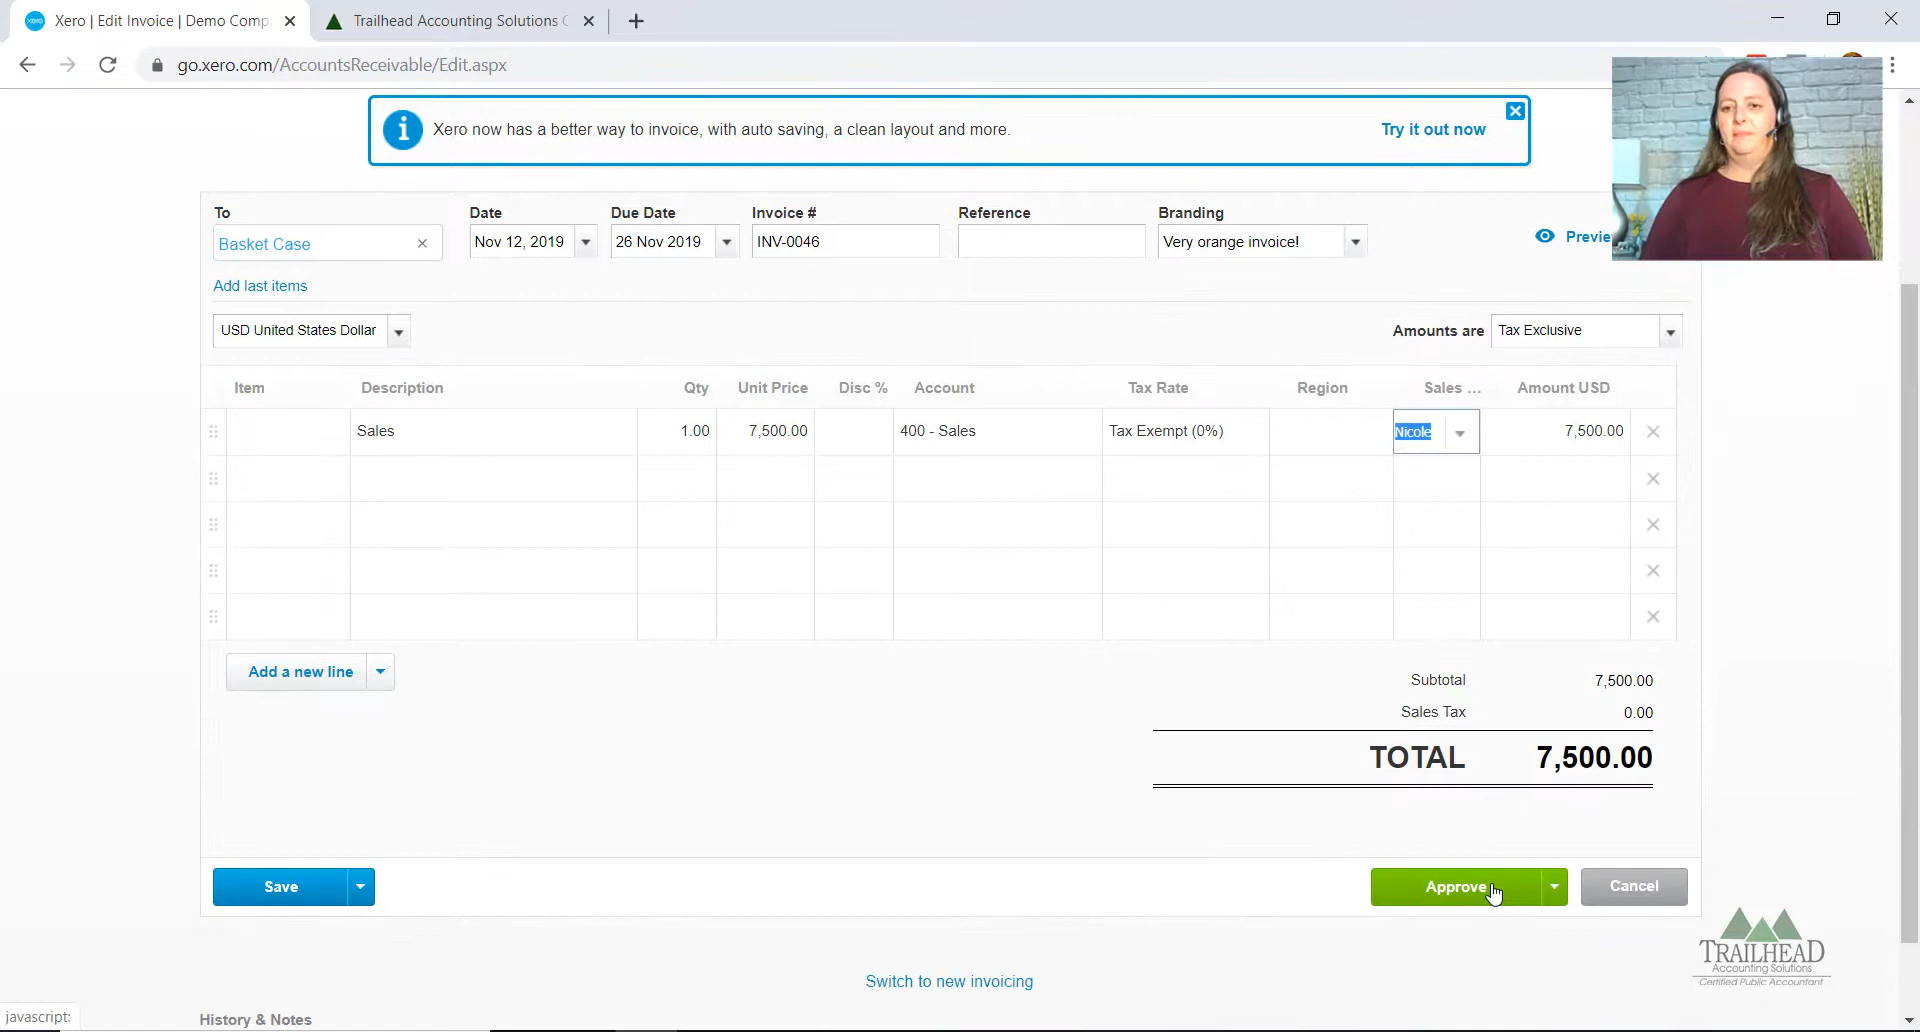 Xero | Edit Invoice | Demo Comp
Trailhead Accounting Solutions C
go.xero.com/AccountsReceivable/Edit.aspx
Xero now has a better way to invoice, with auto saving, a clean layout and more.
Try it out now
To Date Due Date Invoice # Reference Branding
Basket Case Nov 12, 2019 26 Nov 2019 INV-0046 Very orange invoice! Previe
Add last items
USD United States Dollar Amounts are Tax Exclusive
Item Description Qty Unit Price Disc % Account Tax Rate Region Sales ... Amount USD
Sales 1.00 7,500.00 400 - Sales Tax Exempt (0%) Nicole 7,500.00
Add a new line
Subtotal 7,500.00
Sales Tax 0.00
TOTAL 7,500.00
Save Approve Cancel
TRAILHEAD
Accounting Solutions
Certified Public Accountant
Switch to new invoicing
javascript:
History & Notes